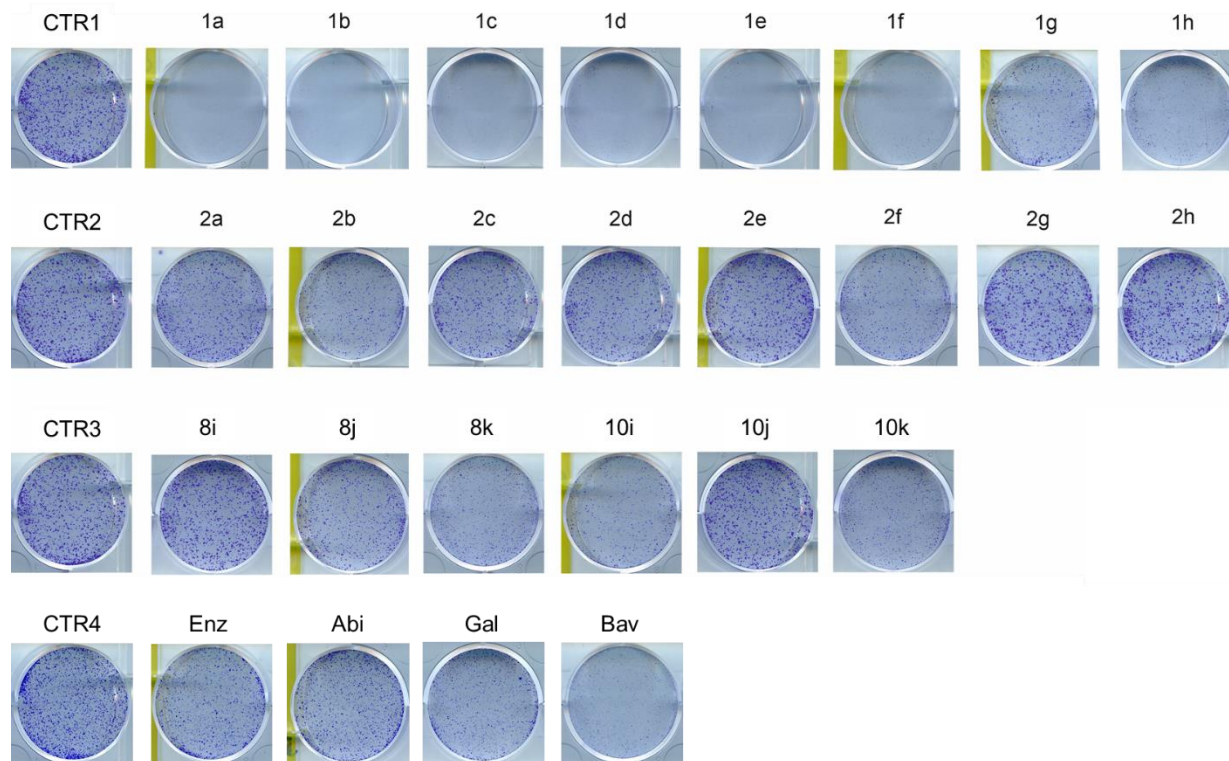 CTR1 1a 1b 1c 1d 1e 1f 1g 1h
CTR2 2a 2b 2c 2d 2e 2f 2g 2h
CTR3 8i 8j 8k 10i 10j 10k
CTR4 Enz Abi Gal Bav